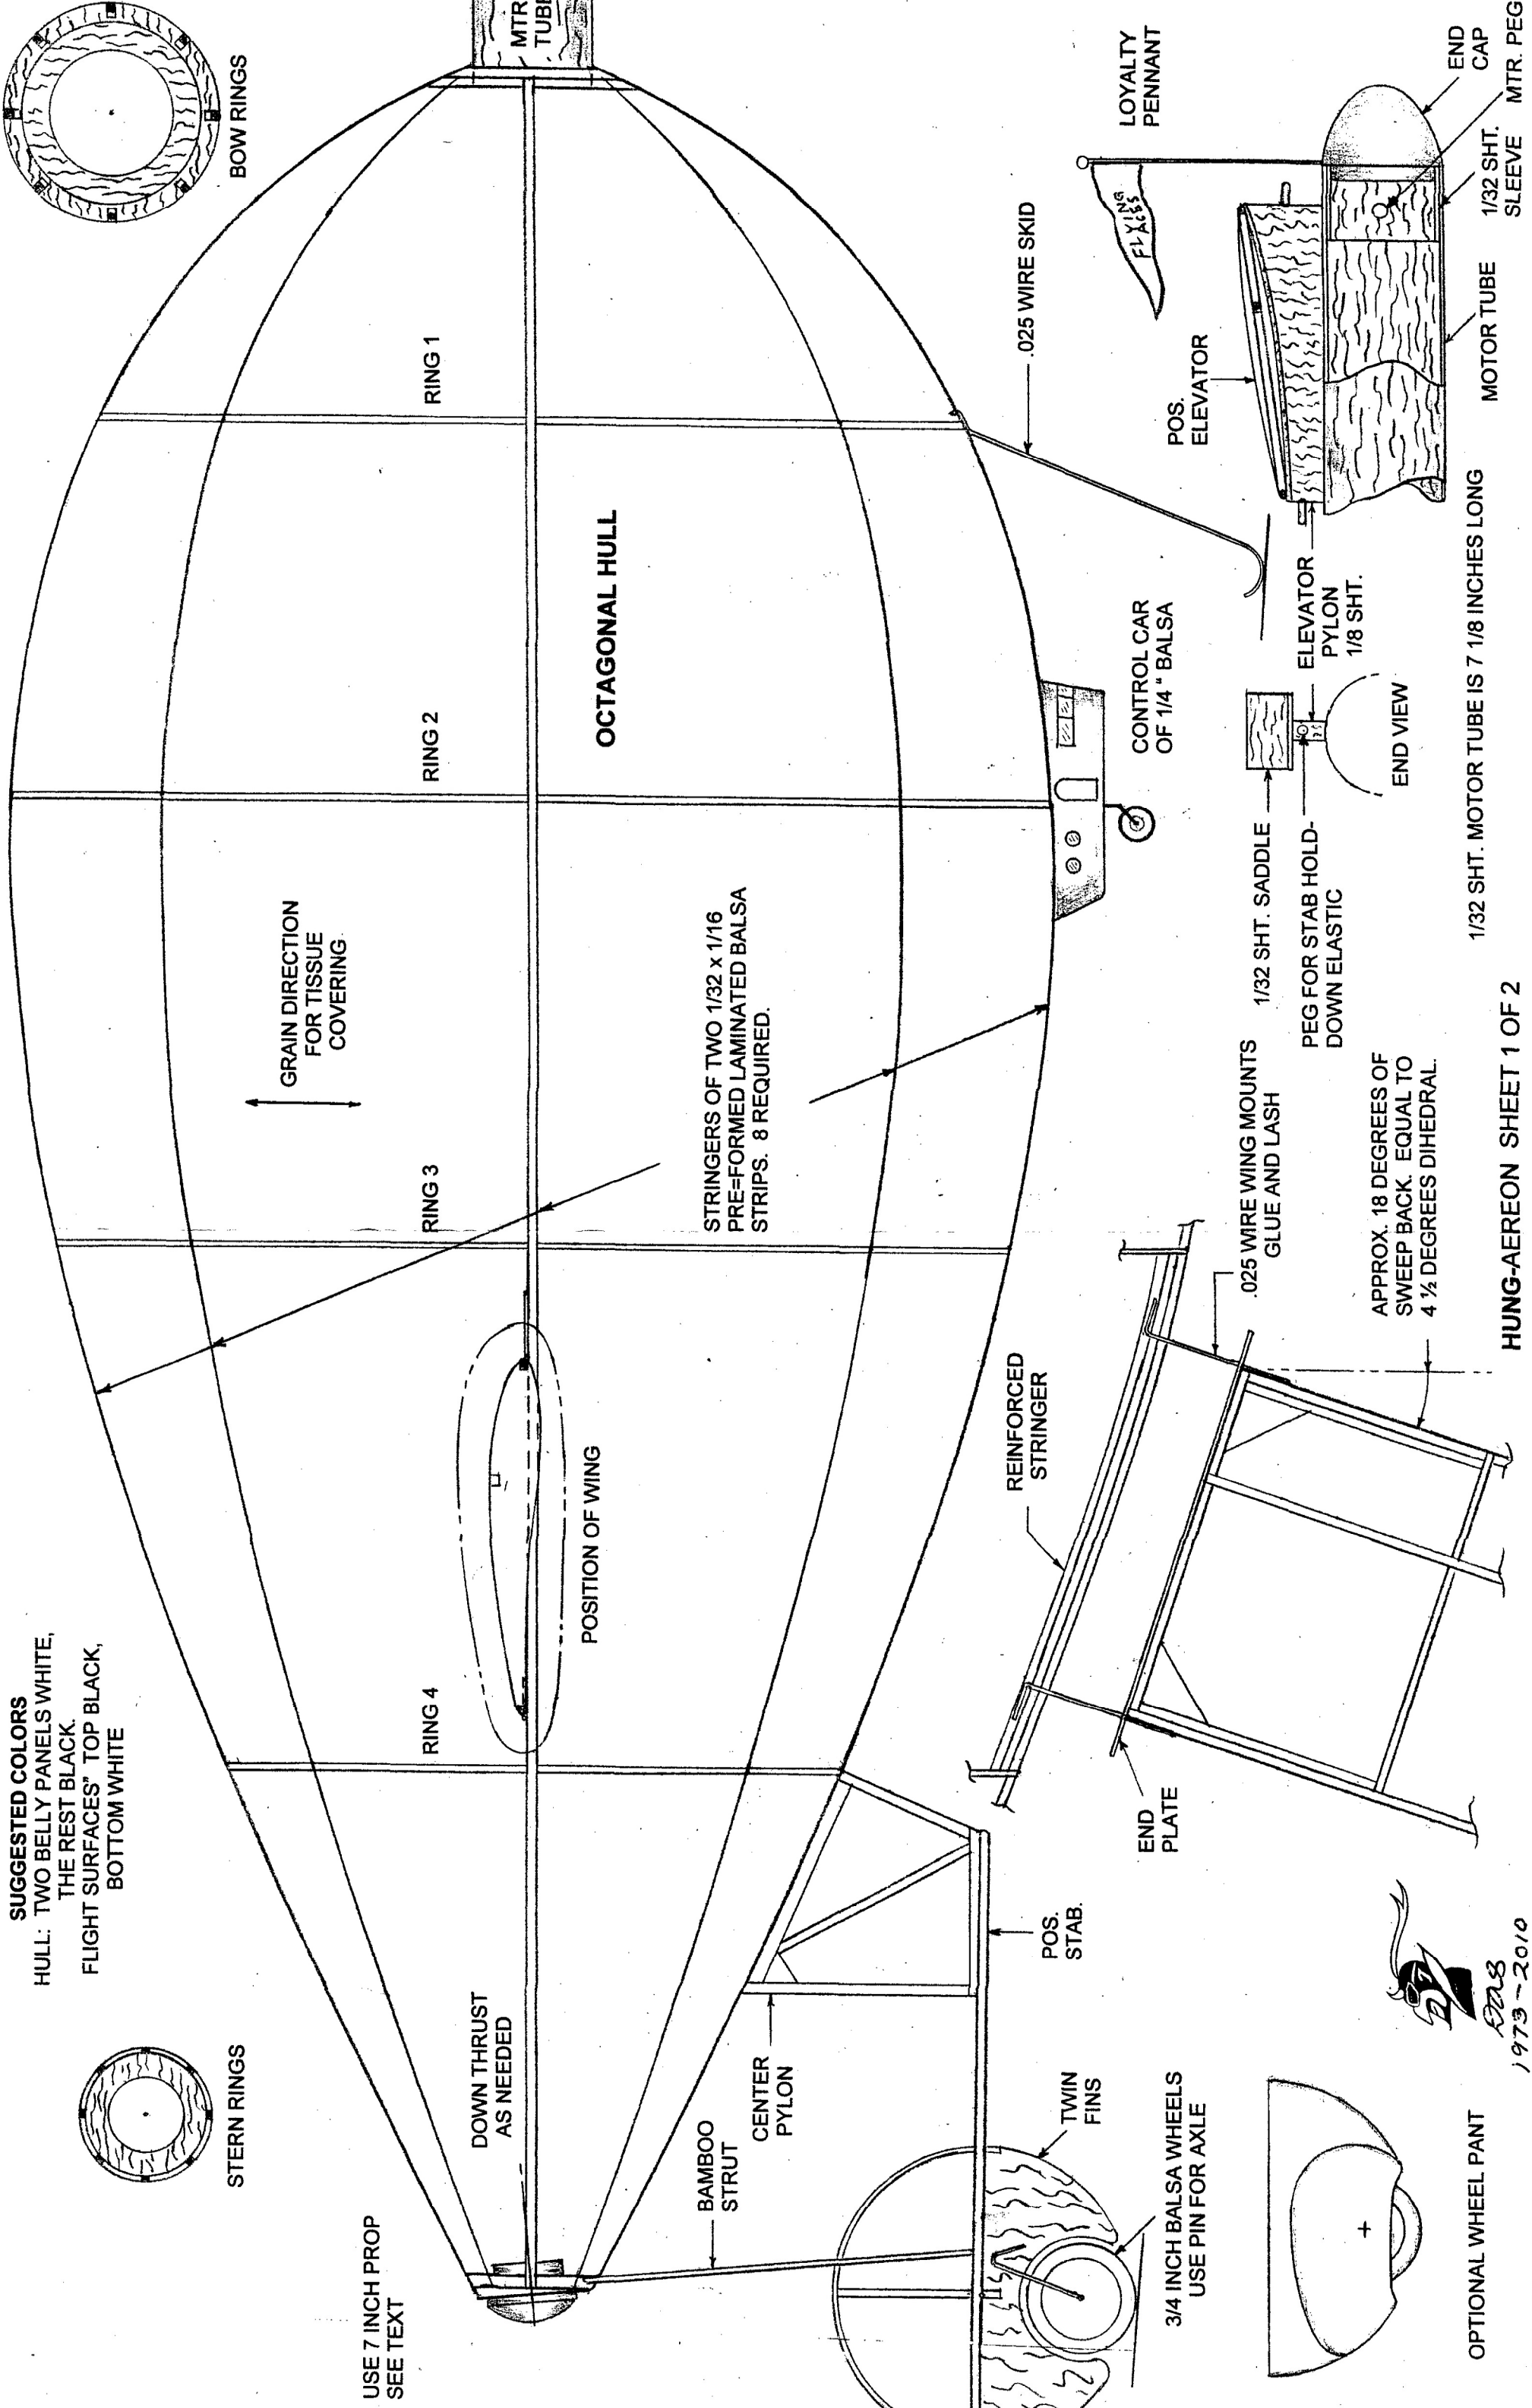 SUGGESTED COLORS
HULL: TWO BELLY PANELS WHITE,
THE REST BLACK.
FLIGHT SURFACES" TOP BLACK,
BOTTOM WHITE
STERN RINGS
BOW RINGS
USE 7 INCH PROP
SEE TEXT
DOWN THRUST
AS NEEDED
RING 4
RING 3
RING 2
RING 1
MTR
TUBE
GRAIN DIRECTION
FOR TISSUE
COVERING
POSITION OF WING
OCTAGONAL HULL
STRINGERS OF TWO 1/32 x 1/16
PRE=FORMED LAMINATED BALSA
STRIPS. 8 REQUIRED.
BAMBOO
STRUT
CENTER
PYLON
POS.
STAB.
TWIN
FINS
3/4 INCH BALSA WHEELS
USE PIN FOR AXLE
OPTIONAL WHEEL PANT
END
PLATE
REINFORCED
STRINGER
.025 WIRE WING MOUNTS
GLUE AND LASH
APPROX. 18 DEGREES OF
SWEEP BACK. EQUAL TO
4 ½ DEGREES DIHEDRAL.
CONTROL CAR
OF 1/4 " BALSA
.025 WIRE SKID
1/32 SHT. SADDLE
PEG FOR STAB HOLD-
DOWN ELASTIC
END VIEW
ELEVATOR
PYLON
1/8 SHT.
POS.
ELEVATOR
LOYALTY
PENNANT
FLYING
ACES
END
CAP
MTR. PEG
1/32 SHT.
SLEEVE
MOTOR TUBE
1/32 SHT. MOTOR TUBE IS 7 1/8 INCHES LONG
HUNG-AEREON SHEET 1 OF 2
1973-2010